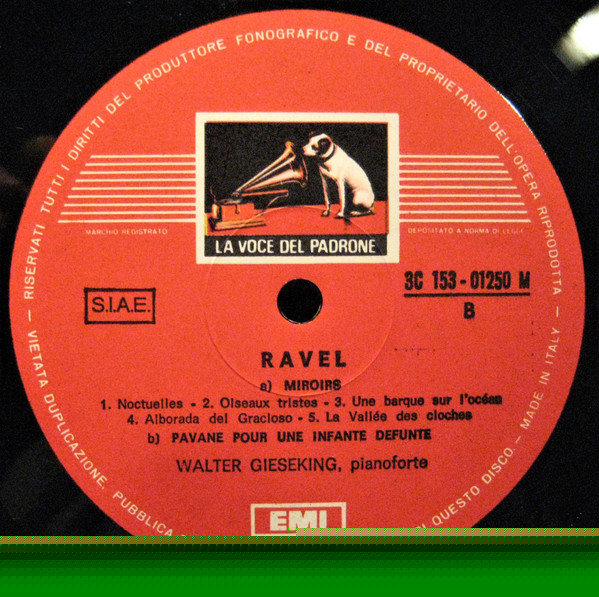 RISERVATI TUTTI I DIRITTI DEL PRODUTTORE FONOGRAFICO E DEL PROPRIETARIO DELL'OPERA RIPRODOTTA
LA VOCE DEL PADRONE
MARCHIO REGISTRATO
DEPOSITATO A NORMA DI LEGGE
S.I.A.E.
3C 153-01250 M
B
RAVEL
a) MIROIRS
1. Noctuelles - 2. Oiseaux tristes - 3. Une barque sur l'océan
4. Alborada del Gracioso - 5. La Vallée des cloches
b) PAVANE POUR UNE INFANTE DEFUNTE
WALTER GIESEKING, pianoforte
EMI
VIETATA DUPLICAZIONE, PUBBLICA
DI QUESTO DISCO. - MADE IN ITALY -